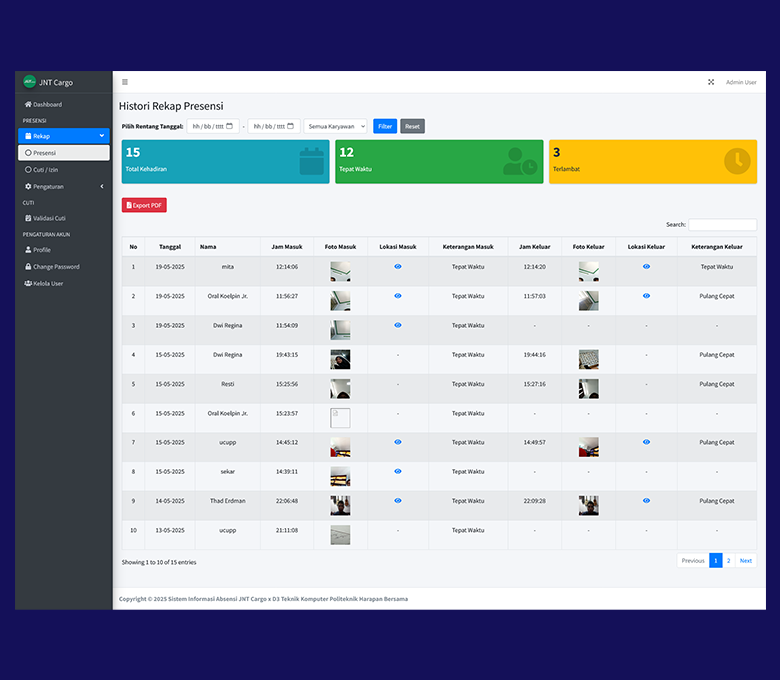 JNT Cargo
Admin User
Dashboard
PRESENSI
Rekap
Presensi
Cuti / Izin
Pengaturan
CUTI
Validasi Cuti
PENGATURAN AKUN
Profile
Change Password
Kelola User
Histori Rekap Presensi
Pilih Rentang Tanggal: hh / bb / tttt - hh / bb / tttt Semua Karyawan Filter Reset
15
Total Kehadiran
12
Tepat Waktu
3
Terlambat
Export PDF
Search:
No Tanggal Nama Jam Masuk Foto Masuk Lokasi Masuk Keterangan Masuk Jam Keluar Foto Keluar Lokasi Keluar Keterangan Keluar
1 19-05-2025 mita 12:14:06 Tepat Waktu 12:14:20 Tepat Waktu
2 19-05-2025 Oral Koelpin Jr. 11:56:27 Tepat Waktu 11:57:03 Pulang Cepat
3 19-05-2025 Dwi Regina 11:54:09 Tepat Waktu - - - -
4 15-05-2025 Dwi Regina 19:43:15 - Tepat Waktu 19:44:16 - Pulang Cepat
5 15-05-2025 Resti 15:25:56 - Tepat Waktu 15:27:16 - Pulang Cepat
6 15-05-2025 Oral Koelpin Jr. 15:23:57 - Tepat Waktu - - - -
7 15-05-2025 ucupp 14:45:12 Tepat Waktu 14:49:57 Pulang Cepat
8 15-05-2025 sekar 14:39:11 Tepat Waktu - - - -
9 14-05-2025 Thad Erdman 22:06:48 Tepat Waktu 22:09:28 Pulang Cepat
10 13-05-2025 ucupp 21:11:08 - Tepat Waktu - - - -
Showing 1 to 10 of 15 entries
Previous 1 2 Next
Copyright © 2025 Sistem Informasi Absensi JNT Cargo x D3 Teknik Komputer Politeknik Harapan Bersama